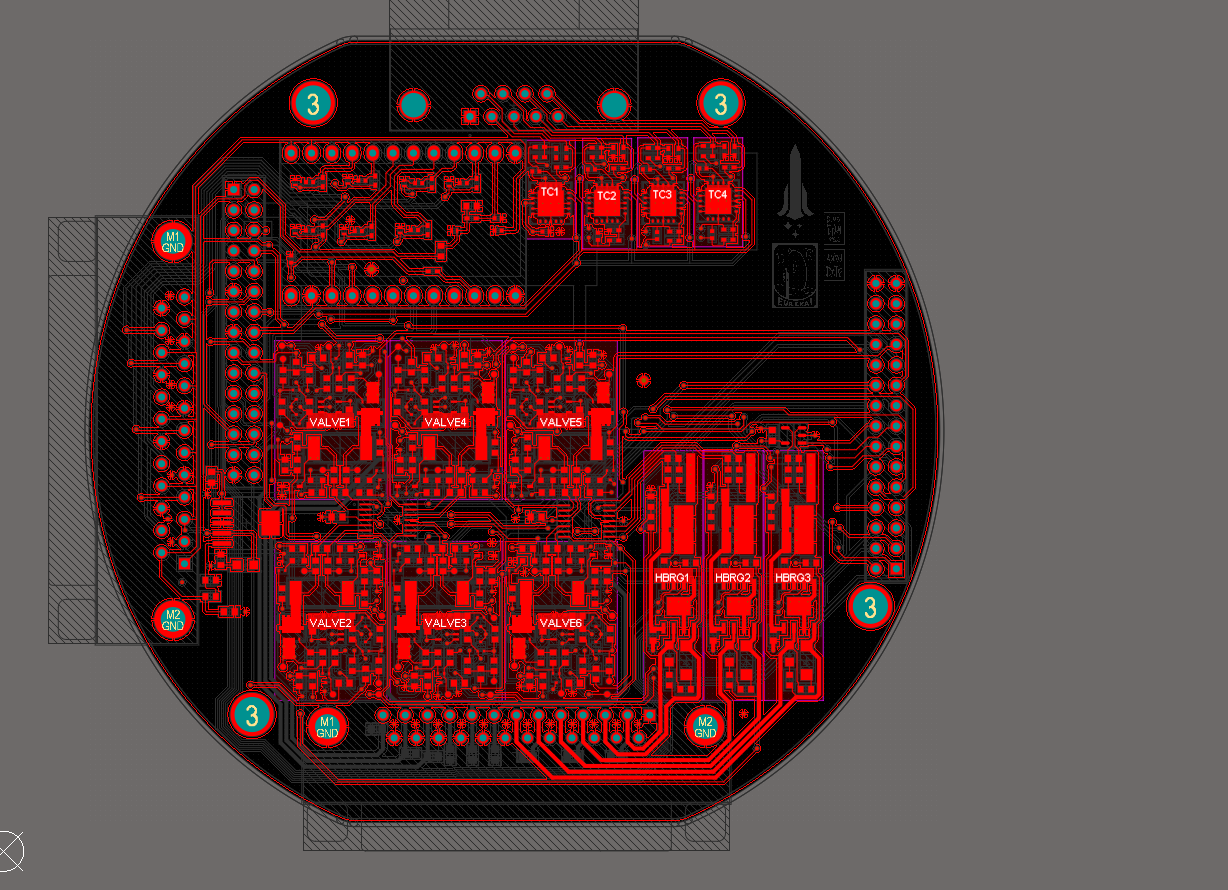 3
3
TC1
TC2
TC3
TC4
M1
GND
EUREKA!
VALVE1
VALVE4
VALVE5
HBRG1
HBRG2
HBRG3
3
M2
GND
VALVE2
VALVE3
VALVE6
3
M1
GND
M2
GND